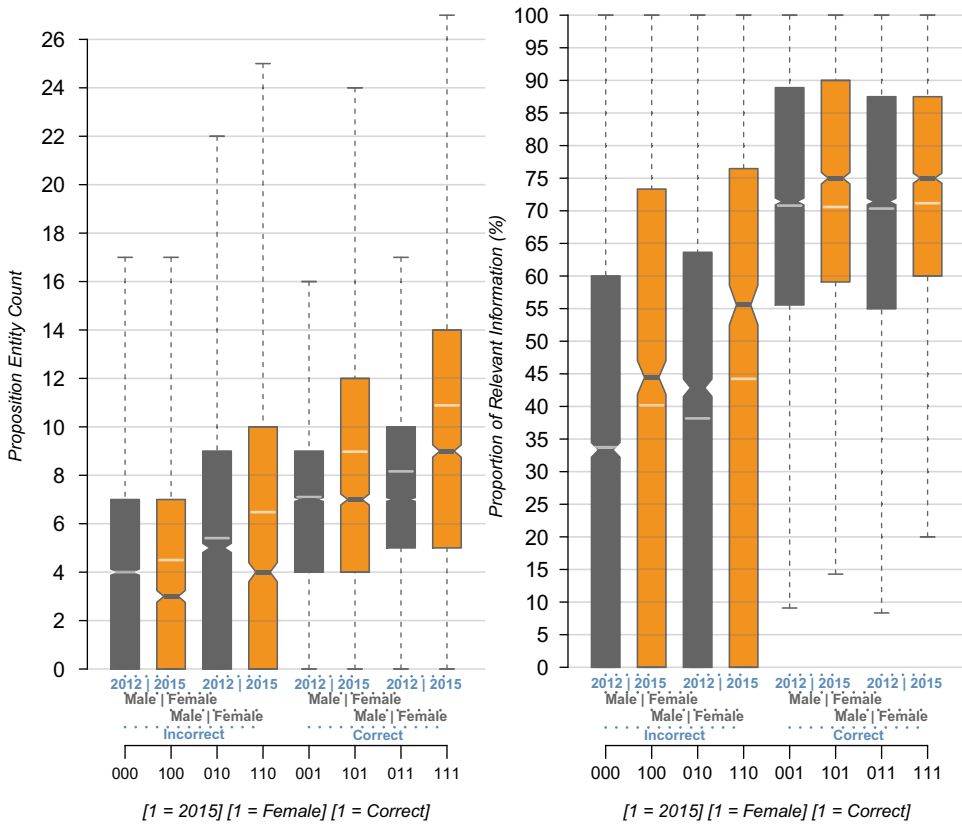 Proposition Entity Count
26
24
22
20
18
16
14
12
10
8
6
4
2
0
2012 | 2015 2012 | 2015 2012 | 2015 2012 | 2015
Male | Female Male | Female
Male | Female Male | Female
Incorrect Correct
000 100 010 110 001 101 011 111
[1 = 2015] [1 = Female] [1 = Correct]
Proportion of Relevant Information (%)
100
95
90
85
80
75
70
65
60
55
50
45
40
35
30
25
20
15
10
5
0
2012 | 2015 2012 | 2015 2012 | 2015 2012 | 2015
Male | Female Male | Female
Male | Female Male | Female
Incorrect Correct
000 100 010 110 001 101 011 111
[1 = 2015] [1 = Female] [1 = Correct]